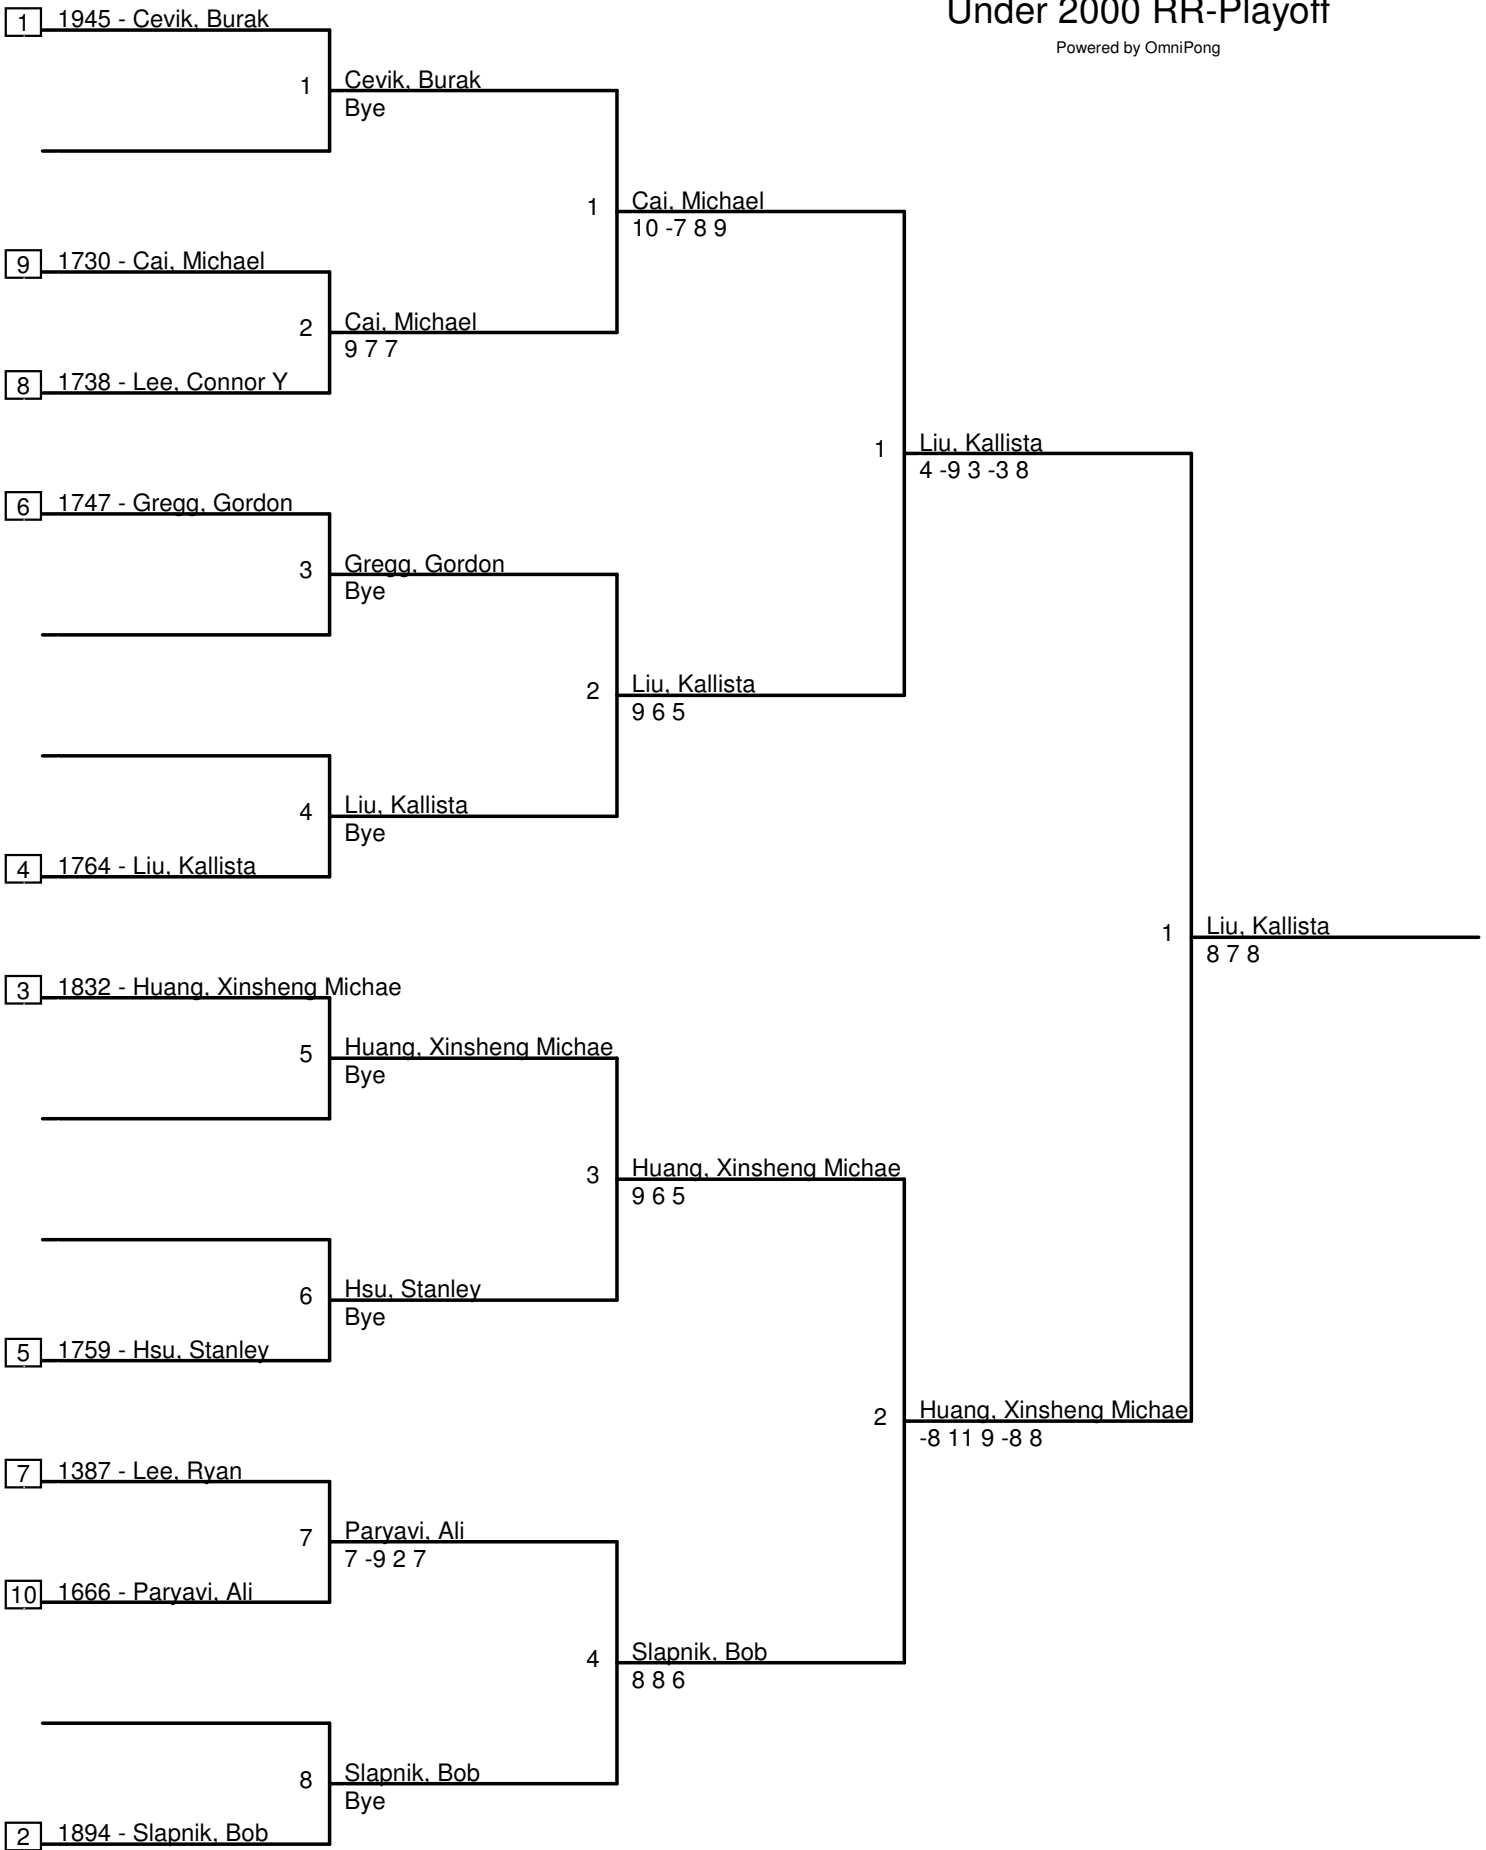 Under 2000 RR-Playoff
Powered by OmniPong
1 1945 - Cevik, Burak
1 Cevik, Burak
Bye
1 Cai, Michael
10 -7 8 9
9 1730 - Cai, Michael
2 Cai, Michael
9 7 7
8 1738 - Lee, Connor Y
1 Liu, Kallista
4 -9 3 -3 8
6 1747 - Gregg, Gordon
3 Gregg, Gordon
Bye
2 Liu, Kallista
9 6 5
4 Liu, Kallista
Bye
4 1764 - Liu, Kallista
1 Liu, Kallista
8 7 8
3 1832 - Huang, Xinsheng Michae
5 Huang, Xinsheng Michae
Bye
3 Huang, Xinsheng Michae
9 6 5
6 Hsu, Stanley
Bye
5 1759 - Hsu, Stanley
2 Huang, Xinsheng Michae
-8 11 9 -8 8
7 1387 - Lee, Ryan
7 Paryavi, Ali
7 -9 2 7
10 1666 - Paryavi, Ali
4 Slapnik, Bob
8 8 6
8 Slapnik, Bob
Bye
2 1894 - Slapnik, Bob